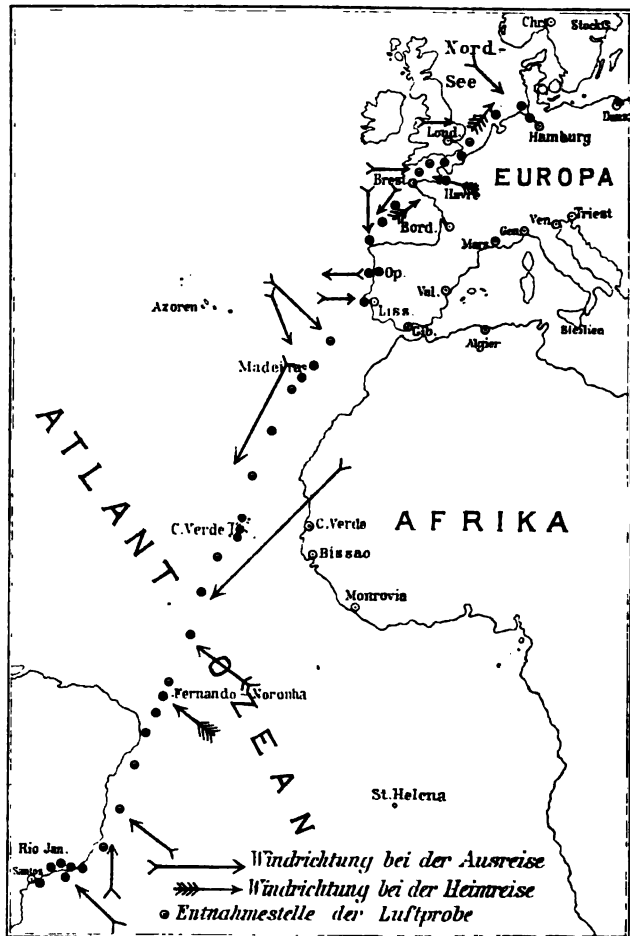 Chr.
Nord-
See
Lond.
Hamburg
Brest
Havre
EUROPA
Bord.
Ven.
Triest
Gen.
Mars.
Op.
Val.
Azoren
Liss.
Gib.
Algier
Madeira
ATLANT.
C.Verde I.
C.Verde
AFRIKA
Bissao
Monrovia
OZEAN
Fernando-Noronha
St.Helena
Rio Jan.
Santos
Windrichtung bei der Ausreise
Windrichtung bei der Heimreise
Entnahmestelle der Luftprobe